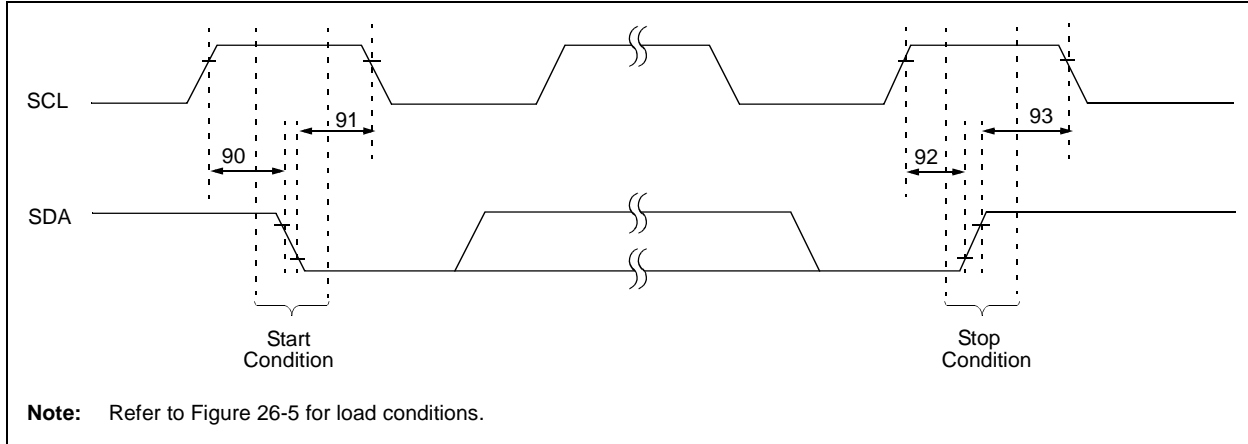 SCL
91
93
90
92
SDA
Start
Condition
Stop
Condition
Note: Refer to Figure 26-5 for load conditions.